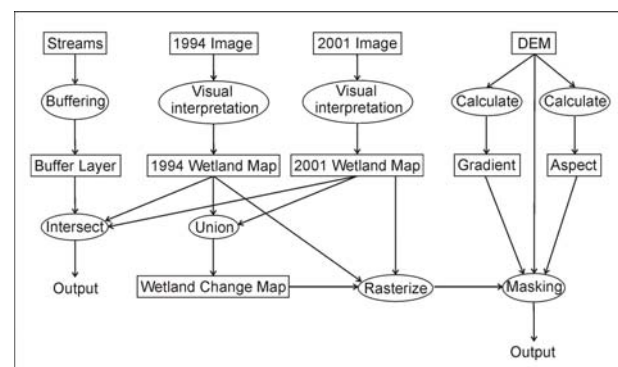 Streams
1994 Image
2001 Image
DEM
Buffering
Visual
interpretation
Visual
interpretation
Calculate
Calculate
Buffer Layer
1994 Wetland Map
2001 Wetland Map
Gradient
Aspect
Intersect
Union
Output
Wetland Change Map
Rasterize
Masking
Output